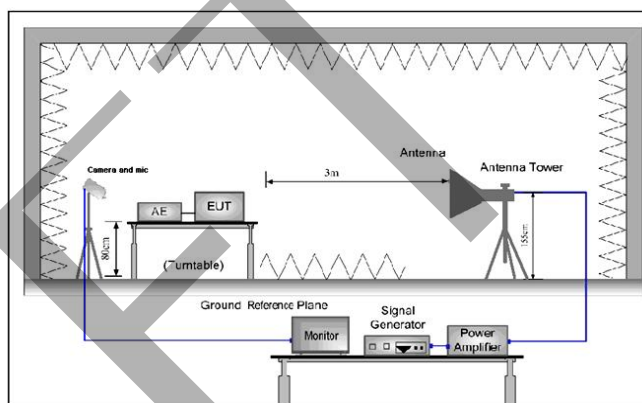 Antenna
Camera and mic
3m
Antenna Tower
AE
EUT
80cm
155cm
(Turntable)
Ground Reference Plane
Signal
Generator
Monitor
Power
Amplifier